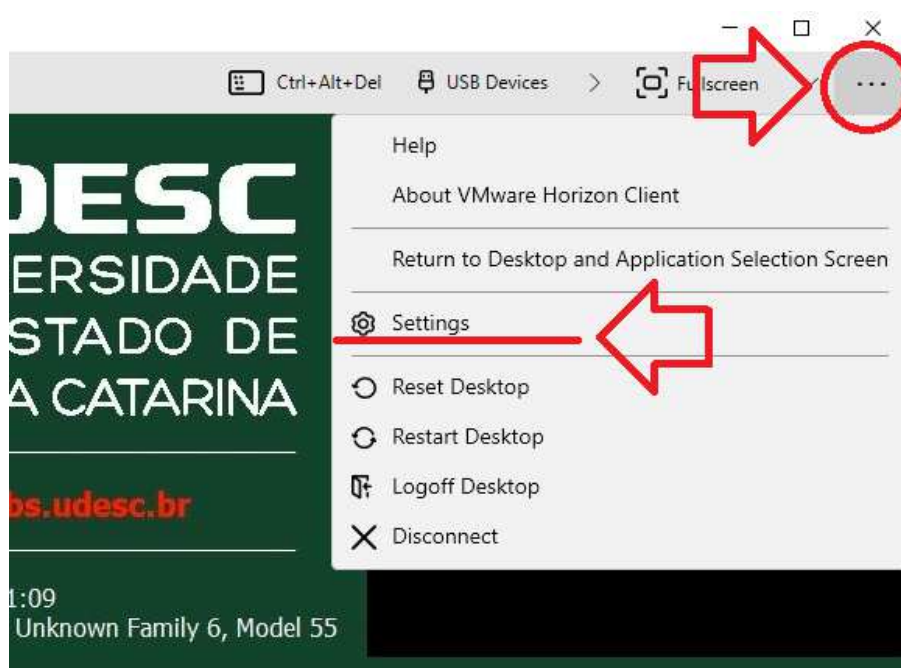 Ctrl+Alt+Del USB Devices Fullscreen
Help
About VMware Horizon Client
Return to Desktop and Application Selection Screen
Settings
Reset Desktop
Restart Desktop
Logoff Desktop
Disconnect
DESC
ERSIDADE
STADO DE
A CATARINA
bs.udesc.br
1:09
Unknown Family 6, Model 55